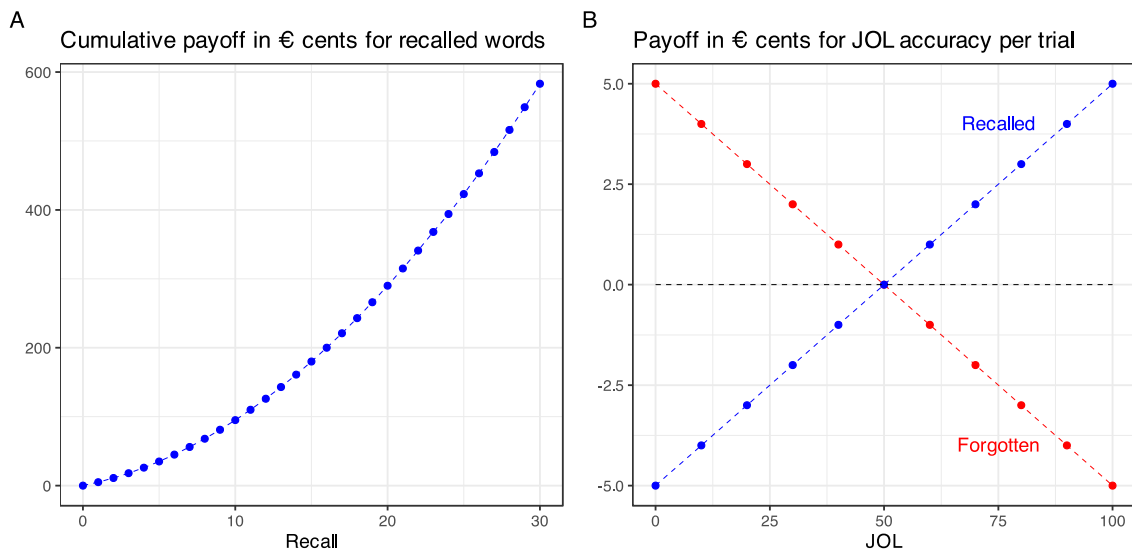 A
Cumulative payoff in € cents for recalled words
600
400
200
0
0 10 20 30
Recall
B
Payoff in € cents for JOL accuracy per trial
5.0
2.5
0.0
-2.5
-5.0
Recalled
Forgotten
0 25 50 75 100
JOL